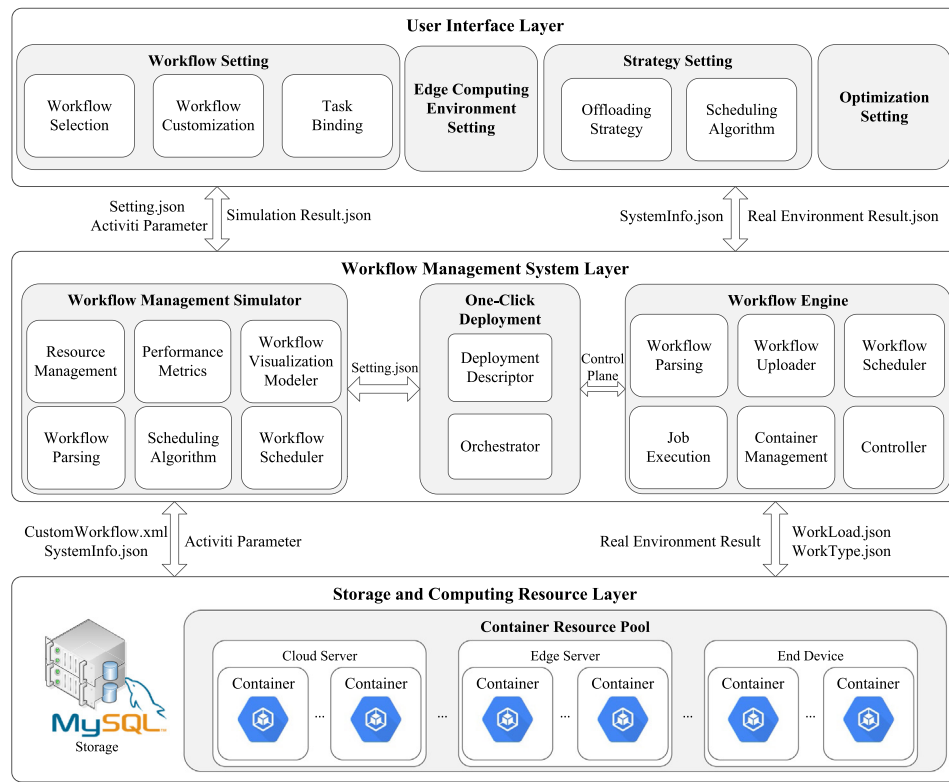 User Interface Layer
Workflow Setting
Workflow
Selection
Workflow
Customization
Task
Binding
Edge Computing
Environment
Setting
Strategy Setting
Offloading
Strategy
Scheduling
Algorithm
Optimization
Setting
Setting.json
Activiti Parameter
Simulation Result.json
SystemInfo.json
Real Environment Result.json
Workflow Management System Layer
Workflow Management Simulator
Resource
Management
Performance
Metrics
Workflow
Visualization
Modeler
Workflow
Parsing
Scheduling
Algorithm
Workflow
Scheduler
Setting.json
One-Click
Deployment
Deployment
Descriptor
Orchestrator
Control
Plane
Workflow Engine
Workflow
Parsing
Workflow
Uploader
Workflow
Scheduler
Job
Execution
Container
Management
Controller
CustomWorkflow.xml
SystemInfo.json
Activiti Parameter
Real Environment Result
WorkLoad.json
WorkType.json
Storage and Computing Resource Layer
MySQL
TM
Storage
Container Resource Pool
Cloud Server
Container
...
Container
...
Edge Server
Container
...
Container
...
End Device
Container
...
Container